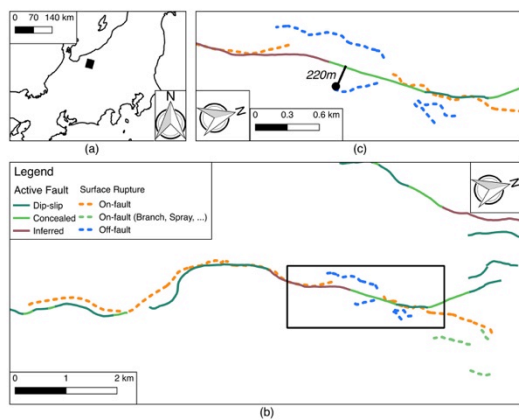 0 70 140 km
N
(a)
220m
0 0.3 0.6 km
N
(c)
Legend
Active Fault Surface Rupture
Dip-slip On-fault
Concealed On-fault (Branch, Spray, ...)
Inferred Off-fault
N
0 1 2 km
(b)